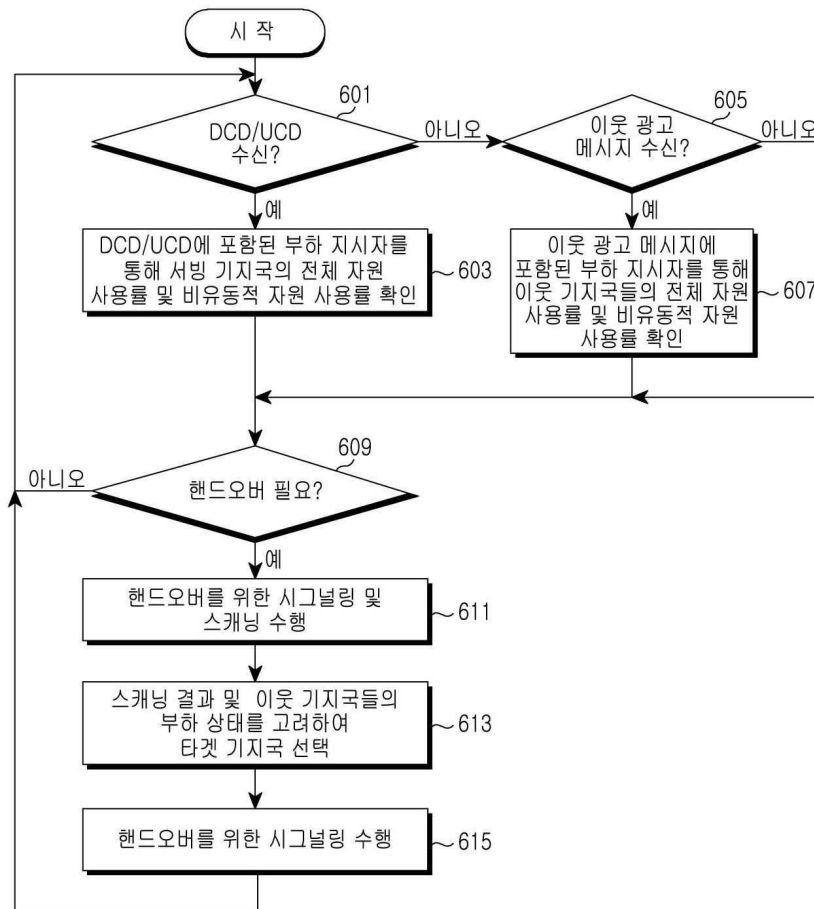 시 작
601
DCD/UCD
수신?
아니오
605
이웃 광고
메시지 수신?
아니오
예
예
DCD/UCD에 포함된 부하 지시자를
통해 서빙 기지국의 전체 자원
사용률 및 비유동적 자원 사용률 확인
603
이웃 광고 메시지에
포함된 부하 지시자를 통해
이웃 기지국들의 전체 자원
사용률 및 비유동적 자원
사용률 확인
607
609
아니오
핸드오버 필요?
예
핸드오버를 위한 시그널링 및
스캐닝 수행
611
스캐닝 결과 및 이웃 기지국들의
부하 상태를 고려하여
타겟 기지국 선택
613
핸드오버를 위한 시그널링 수행
615